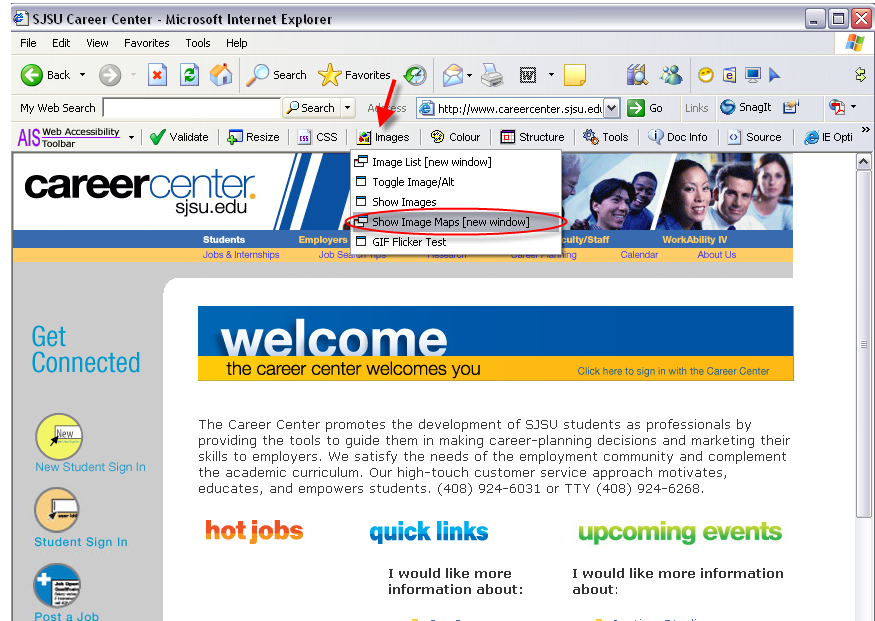 SJSU Career Center - Microsoft Internet Explorer
File Edit View Favorites Tools Help
Back Search Favorites
My Web Search Search Address http://www.careercenter.sjsu.edu Go Links SnagIt
AIS Web Accessibility Toolbar Validate Resize CSS Images Colour Structure Tools Doc Info Source IE Opti
Image List [new window]
Toggle Image/Alt
Show Images
Show Image Maps [new window]
GIF Flicker Test
careercenter.
sjsu.edu
Students Employers culty/Staff WorkAbility IV
Jobs & Internships Job Search Tips Research Career Planning Calendar About Us
Get
Connected
welcome
the career center welcomes you Click here to sign in with the Career Center
New
New Student Sign In
Student Sign In
Post a Job
The Career Center promotes the development of SJSU students as professionals by
providing the tools to guide them in making career-planning decisions and marketing their
skills to employers. We satisfy the needs of the employment community and complement
the academic curriculum. Our high-touch customer service approach motivates,
educates, and empowers students. (408) 924-6031 or TTY (408) 924-6268.
hot jobs quick links upcoming events
I would like more
information about:
I would like more information
about: